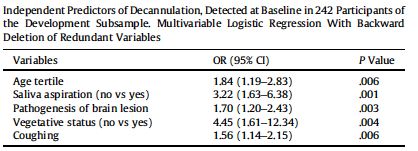 Independent Predictors of Decannulation, Detected at Baseline in 242 Participants of
the Development Subsample. Multivariable Logistic Regression With Backward
Deletion of Redundant Variables
Variables OR (95% CI) P Value
Age tertile 1.84 (1.19–2.83) .006
Saliva aspiration (no vs yes) 3.22 (1.63–6.38) .001
Pathogenesis of brain lesion 1.70 (1.20–2.43) .003
Vegetative status (no vs yes) 4.45 (1.61–12.34) .004
Coughing 1.56 (1.14–2.15) .006